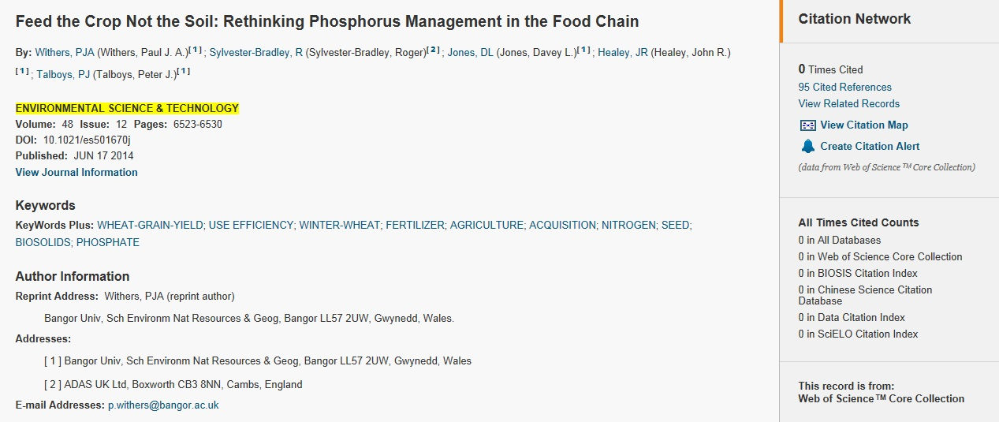 Feed the Crop Not the Soil: Rethinking Phosphorus Management in the Food Chain
By: Withers, PJA (Withers, Paul J. A.)[ 1 ] ; Sylvester-Bradley, R (Sylvester-Bradley, Roger)[ 2 ] ; Jones, DL (Jones, Davey L.)[ 1 ] ; Healey, JR (Healey, John R.)
[ 1 ] ; Talboys, PJ (Talboys, Peter J.)[ 1 ]
ENVIRONMENTAL SCIENCE & TECHNOLOGY
Volume: 48 Issue: 12 Pages: 6523-6530
DOI: 10.1021/es501670j
Published: JUN 17 2014
View Journal Information
Keywords
KeyWords Plus: WHEAT-GRAIN-YIELD; USE EFFICIENCY; WINTER-WHEAT; FERTILIZER; AGRICULTURE; ACQUISITION; NITROGEN; SEED;
BIOSOLIDS; PHOSPHATE
Author Information
Reprint Address: Withers, PJA (reprint author)
Bangor Univ, Sch Environm Nat Resources & Geog, Bangor LL57 2UW, Gwynedd, Wales.
Addresses:
[ 1 ] Bangor Univ, Sch Environm Nat Resources & Geog, Bangor LL57 2UW, Gwynedd, Wales
[ 2 ] ADAS UK Ltd, Boxworth CB3 8NN, Cambs, England
E-mail Addresses: p.withers@bangor.ac.uk
Citation Network
0 Times Cited
95 Cited References
View Related Records
View Citation Map
Create Citation Alert
(data from Web of Science™ Core Collection)
All Times Cited Counts
0 in All Databases
0 in Web of Science Core Collection
0 in BIOSIS Citation Index
0 in Chinese Science Citation
Database
0 in Data Citation Index
0 in SciELO Citation Index
This record is from:
Web of Science™ Core Collection